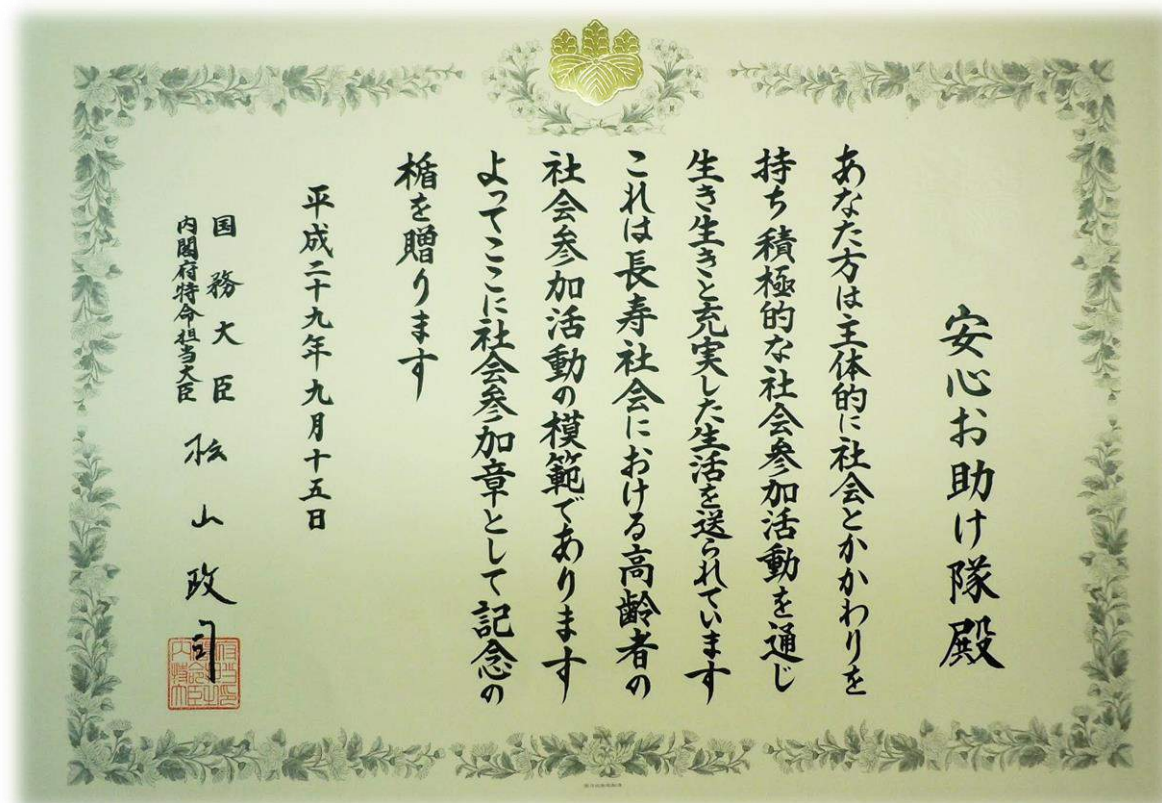 安心お助け隊殿
あなた方は主体的に社会とかかわりを
持ち積極的な社会参加活動を通じ
生き生きと充実した生活を送られています
これは長寿社会における高齢者の
社会参加活動の模範であります
よってここに社会参加章として記念の
楯を贈ります
平成二十九年九月十五日
国務大臣
内閣府特命担当大臣
松山政司